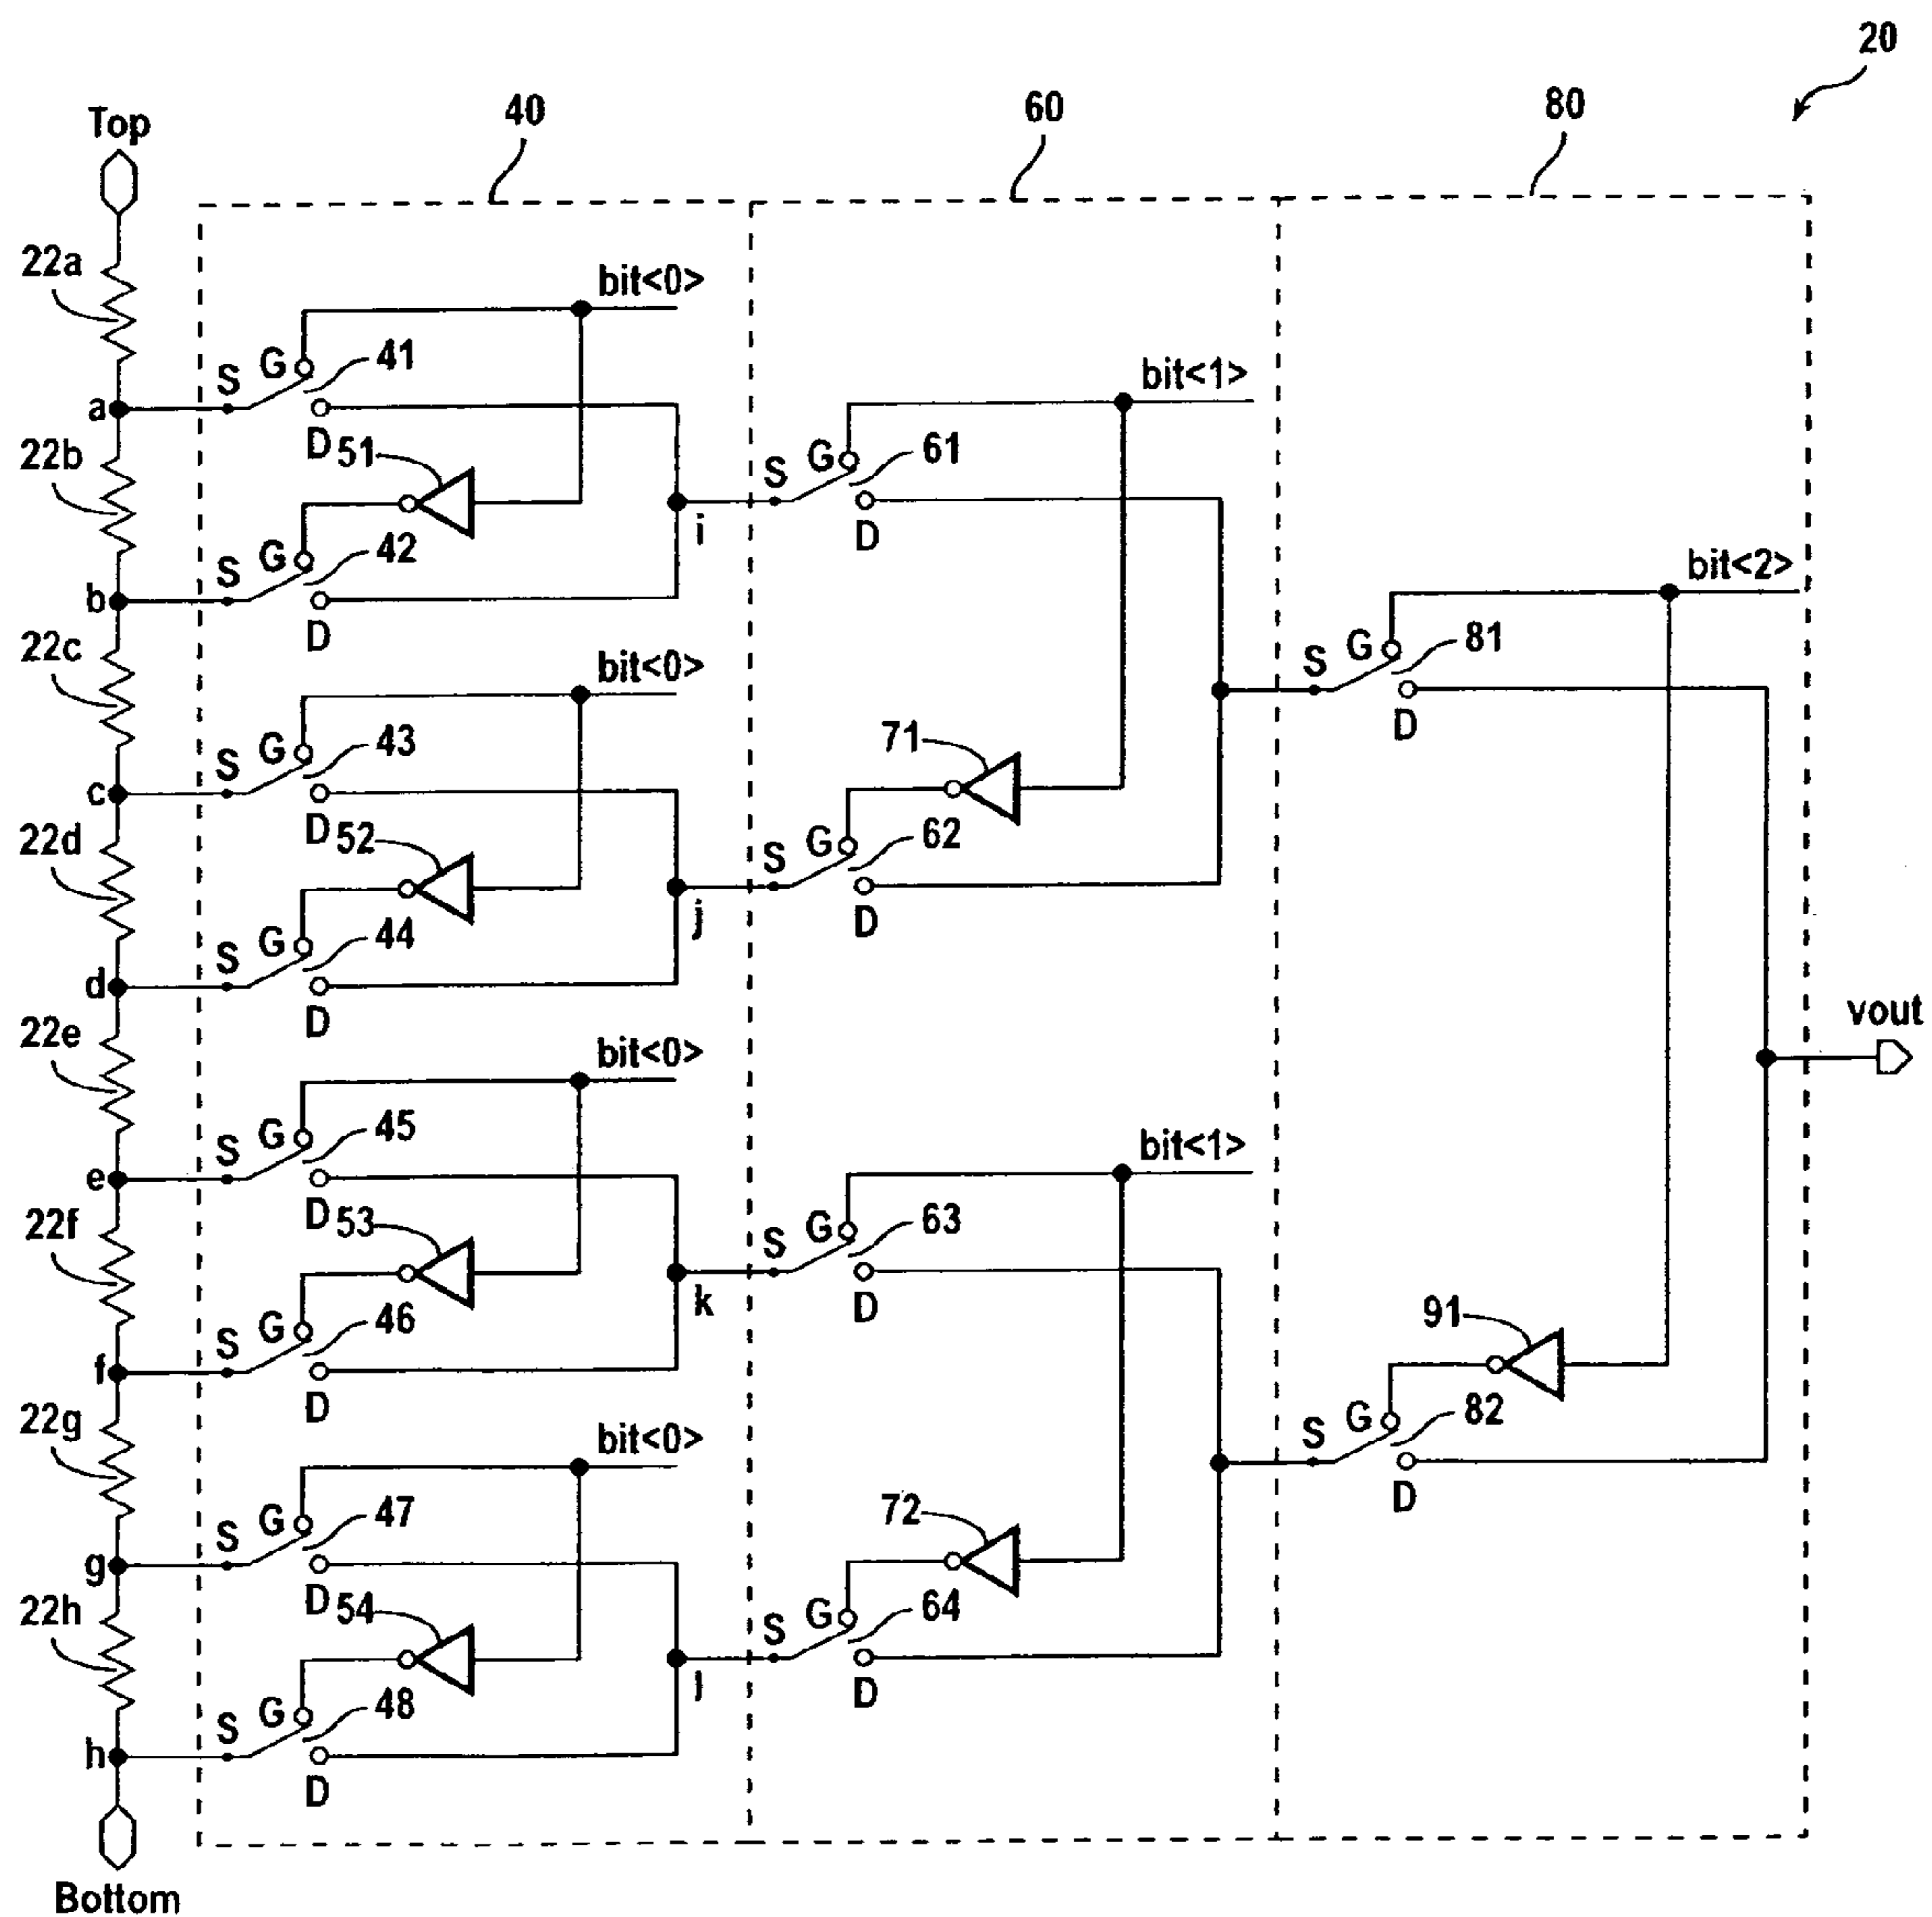 20
40
60
80
Top
22a
bit<0>
G
41
S
a
D
51
bit<1>
22b
G
61
S
i
D
G
42
S
b
D
bit<2>
22c
bit<0>
G
81
S
D
G
43
S
c
D
52
71
22d
G
62
S
j
D
G
44
S
d
D
vout
22e
bit<0>
G
45
S
e
D
53
bit<1>
22f
G
63
S
k
D
G
46
S
f
D
91
22g
bit<0>
G
82
S
D
G
47
S
g
D
54
72
22h
G
64
S
l
D
G
48
S
h
D
Bottom